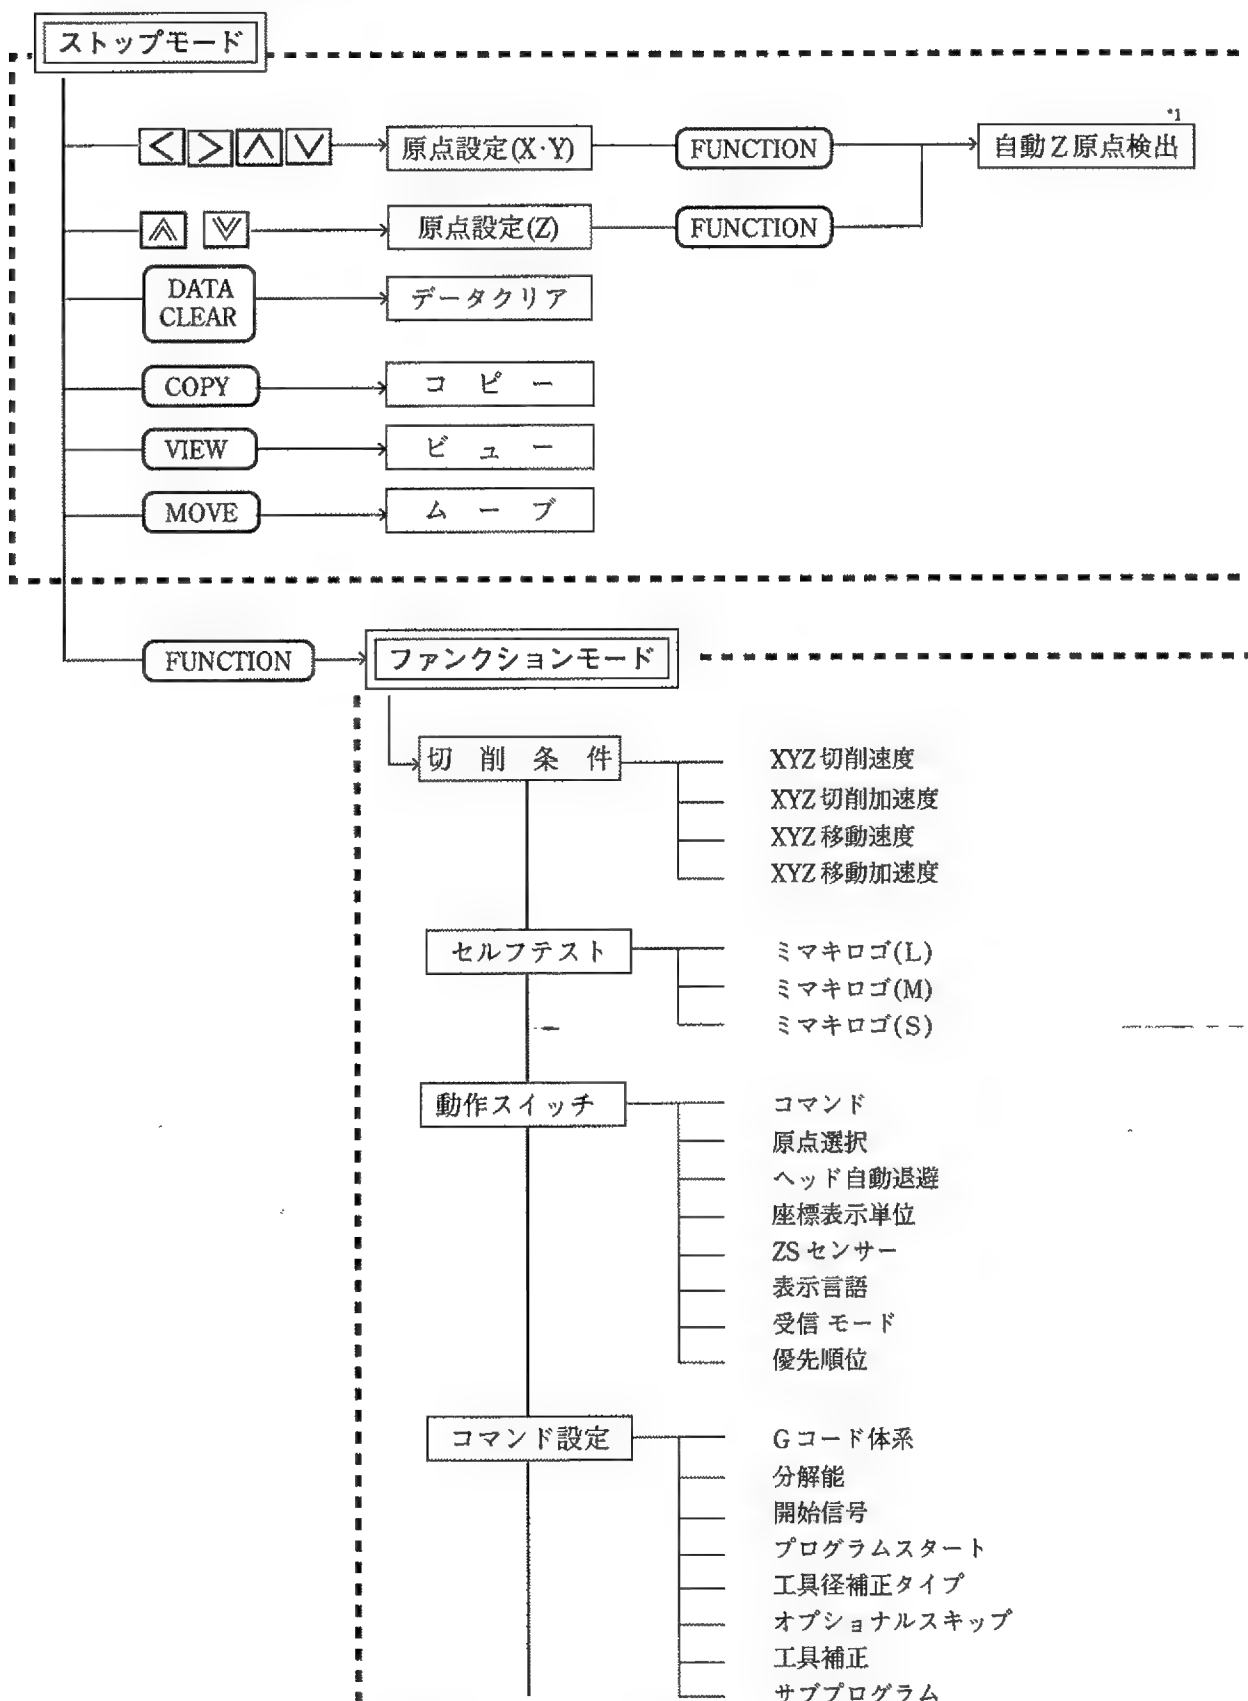 ストップモード
*1
原点設定(X·Y) FUNCTION 自動Z原点検出
原点設定(Z) FUNCTION
DATA
CLEAR データクリア
COPY コピー
VIEW ビュー
MOVE ムーブ
FUNCTION ファンクションモード
切削条件 XYZ切削速度
XYZ切削加速度
XYZ移動速度
XYZ移動加速度
セルフテスト ミマキロゴ(L)
ミマキロゴ(M)
ミマキロゴ(S)
動作スイッチ コマンド
原点選択
ヘッド自動退避
座標表示単位
ZSセンサー
表示言語
受信モード
優先順位
コマンド設定 Gコード体系
分解能
開始信号
プログラムスタート
工具径補正タイプ
オプショナルスキップ
工具補正
サブプログラム